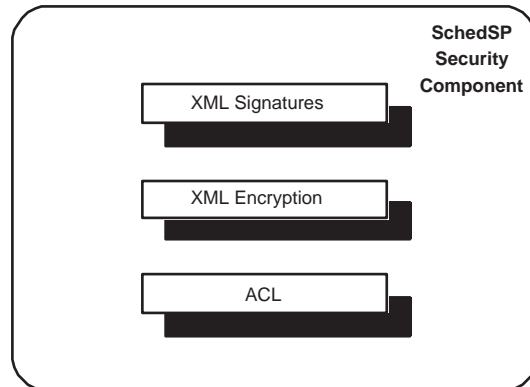 SchedSP
Security
Component
XML Signatures
XML Encryption
ACL